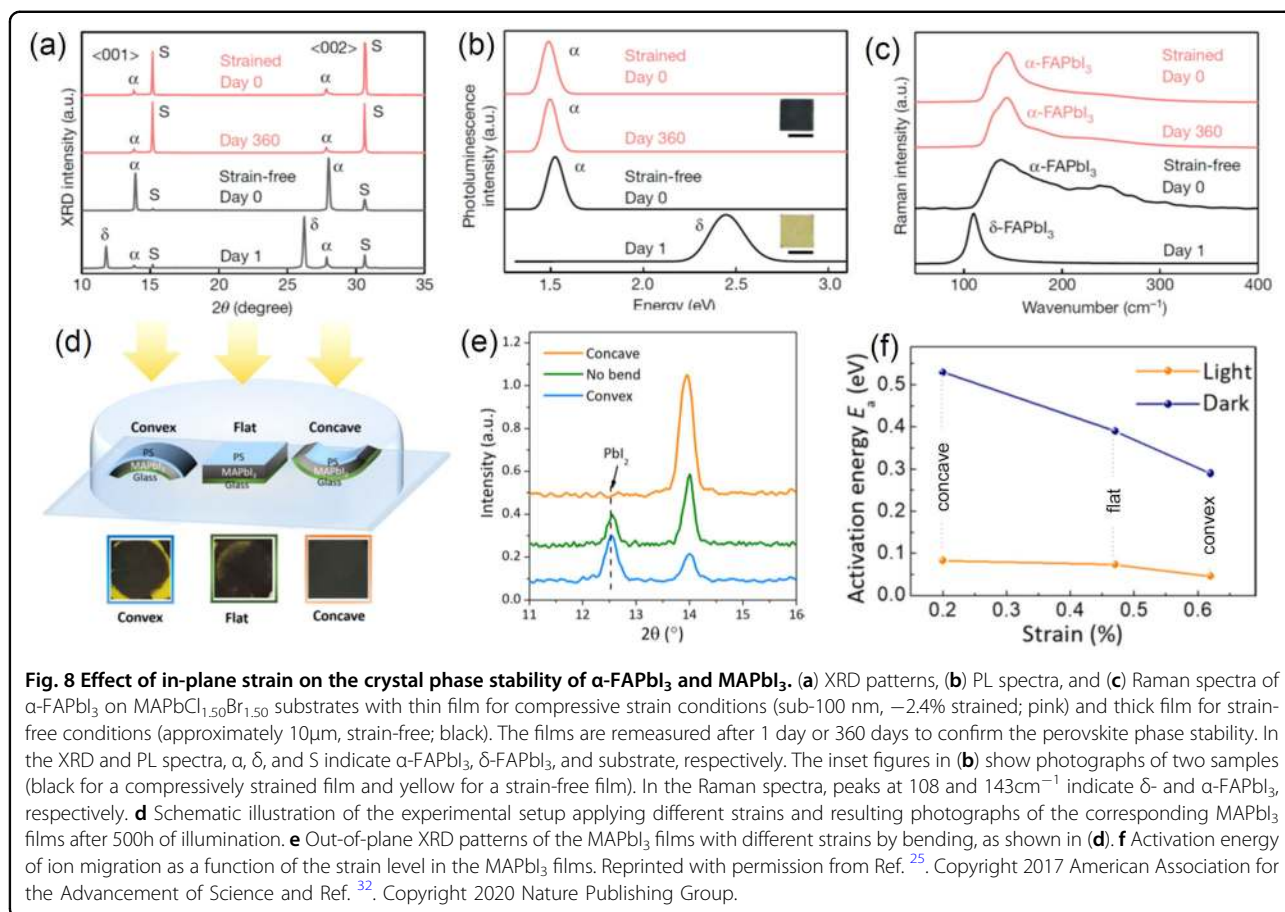 (a)
<001>
S
<002>
S
α
Strained
Day 0
α
S
S
α
Day 360
α
α
S
Strain-free
Day 0
α
S
δ
α
S
Day 1
δ
α
S
XRD intensity (a.u.)
10 15 20 25 30 35
2θ (degree)
(b)
α
Strained
Day 0
α
Day 360
α
Strain-free
Day 0
δ
Day 1
Photoluminescence
intensity (a.u.)
1.5 2.0 2.5 3.0
Energy (eV)
(c)
α-FAPbI₃
Strained
Day 0
α-FAPbI₃
Day 360
α-FAPbI₃
Strain-free
Day 0
δ-FAPbI₃
Day 1
Raman intensity (a.u.)
0 100 200 300 400
Wavenumber (cm⁻¹)
(d)
Convex Flat Concave
PS PS PS
MAPbI₃ MAPbI₃ MAPbI₃
Glass Glass Glass
Convex Flat Concave
(e)
Concave
No bend
Convex
PbI₂
Intensity (a.u.)
1.2
1.0
0.8
0.6
0.4
0.2
0.0
11 12 13 14 15 16
2θ (°)
(f)
Light
Dark
concave
flat
convex
Activation energy Eₐ (eV)
0.5
0.4
0.3
0.2
0.1
0
0.2 0.3 0.4 0.5 0.6
Strain (%)
Fig. 8 Effect of in-plane strain on the crystal phase stability of α-FAPbI₃ and MAPbI₃. (a) XRD patterns, (b) PL spectra, and (c) Raman spectra of
α-FAPbI₃ on MAPbCl₁.₅₀Br₁.₅₀ substrates with thin film for compressive strain conditions (sub-100 nm, −2.4% strained; pink) and thick film for strain-
free conditions (approximately 10μm, strain-free; black). The films are remeasured after 1 day or 360 days to confirm the perovskite phase stability. In
the XRD and PL spectra, α, δ, and S indicate α-FAPbI₃, δ-FAPbI₃, and substrate, respectively. The inset figures in (b) show photographs of two samples
(black for a compressively strained film and yellow for a strain-free film). In the Raman spectra, peaks at 108 and 143cm⁻¹ indicate δ- and α-FAPbI₃,
respectively. d Schematic illustration of the experimental setup applying different strains and resulting photographs of the corresponding MAPbI₃
films after 500h of illumination. e Out-of-plane XRD patterns of the MAPbI₃ films with different strains by bending, as shown in (d). f Activation energy
of ion migration as a function of the strain level in the MAPbI₃ films. Reprinted with permission from Ref. ²⁵. Copyright 2017 American Association for
the Advancement of Science and Ref. ³². Copyright 2020 Nature Publishing Group.